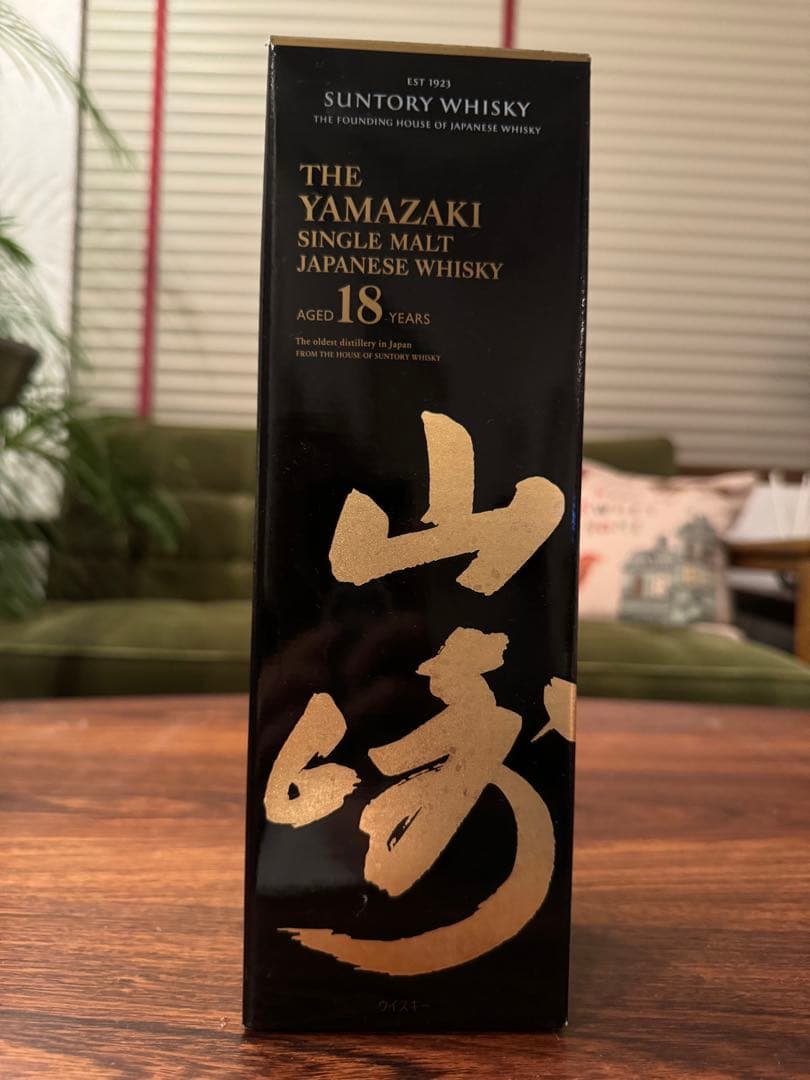 EST 1923
SUNTORY WHISKY
THE FOUNDING HOUSE OF JAPANESE WHISKY
THE
YAMAZAKI
SINGLE MALT
JAPANESE WHISKY
AGED 18 YEARS
The oldest distillery in Japan
FROM THE HOUSE OF SUNTORY WHISKY
山
崎
ウイスキー